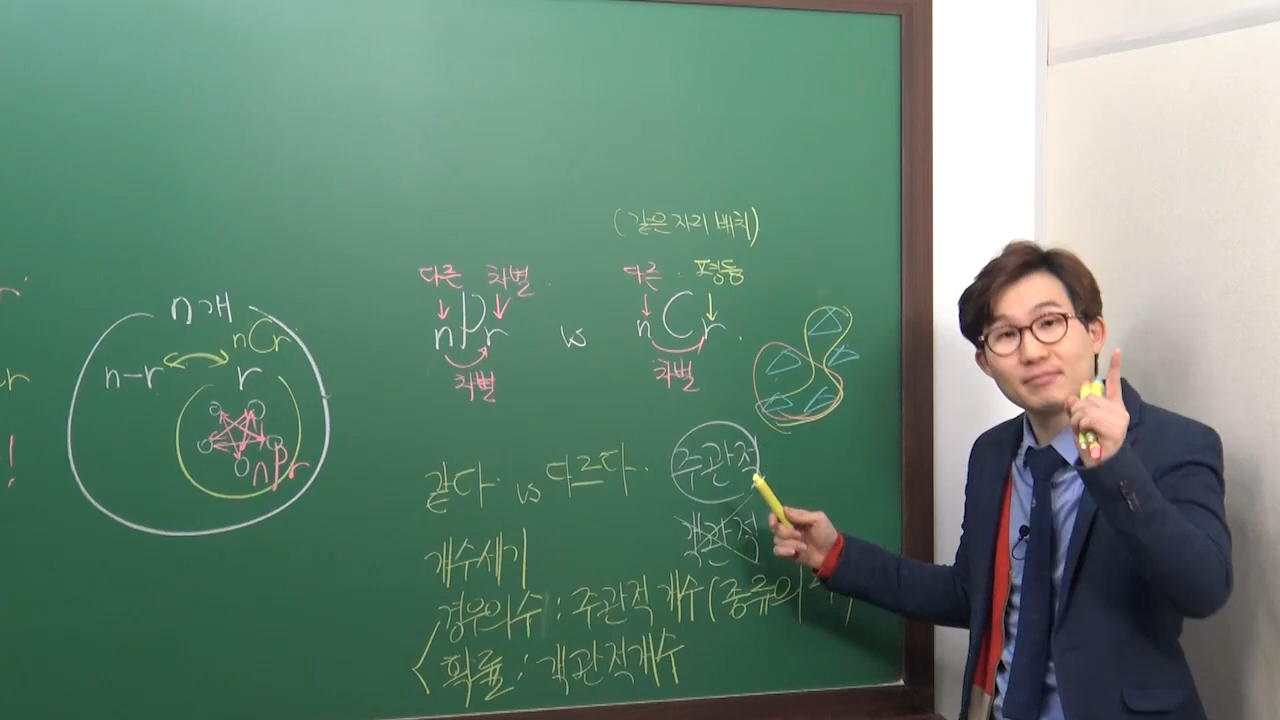 r
r
!
n개
nCr
n-r
r
nPr
다른 차별
nPr
차별
vs
(같은 자리 배치)
다른 평등
nCr
차별
같다 vs 다르다.
주관적
객관적
개수세기
경우의수 : 주관적 개수 (종류의
확률 : 객관적개수